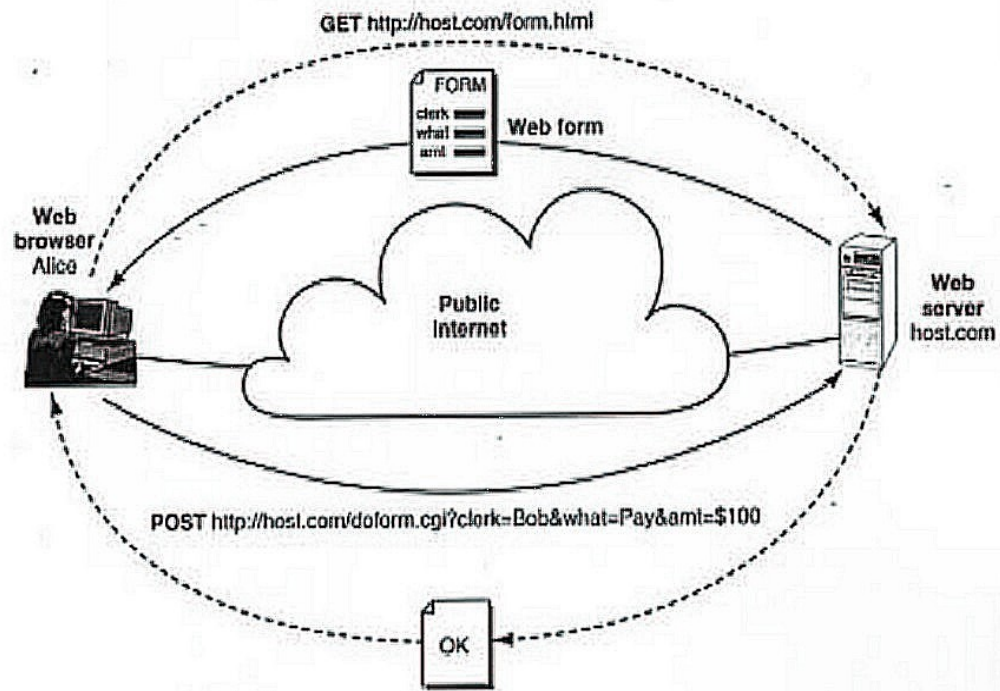 GET http://host.com/form.html
FORM
clerk
what
amt
Web form
Web
browser
Alice
Public
Internet
Web
server
host.com
POST http://host.com/doform.cgi?clerk=Bob&what=Pay&amt=$100
OK